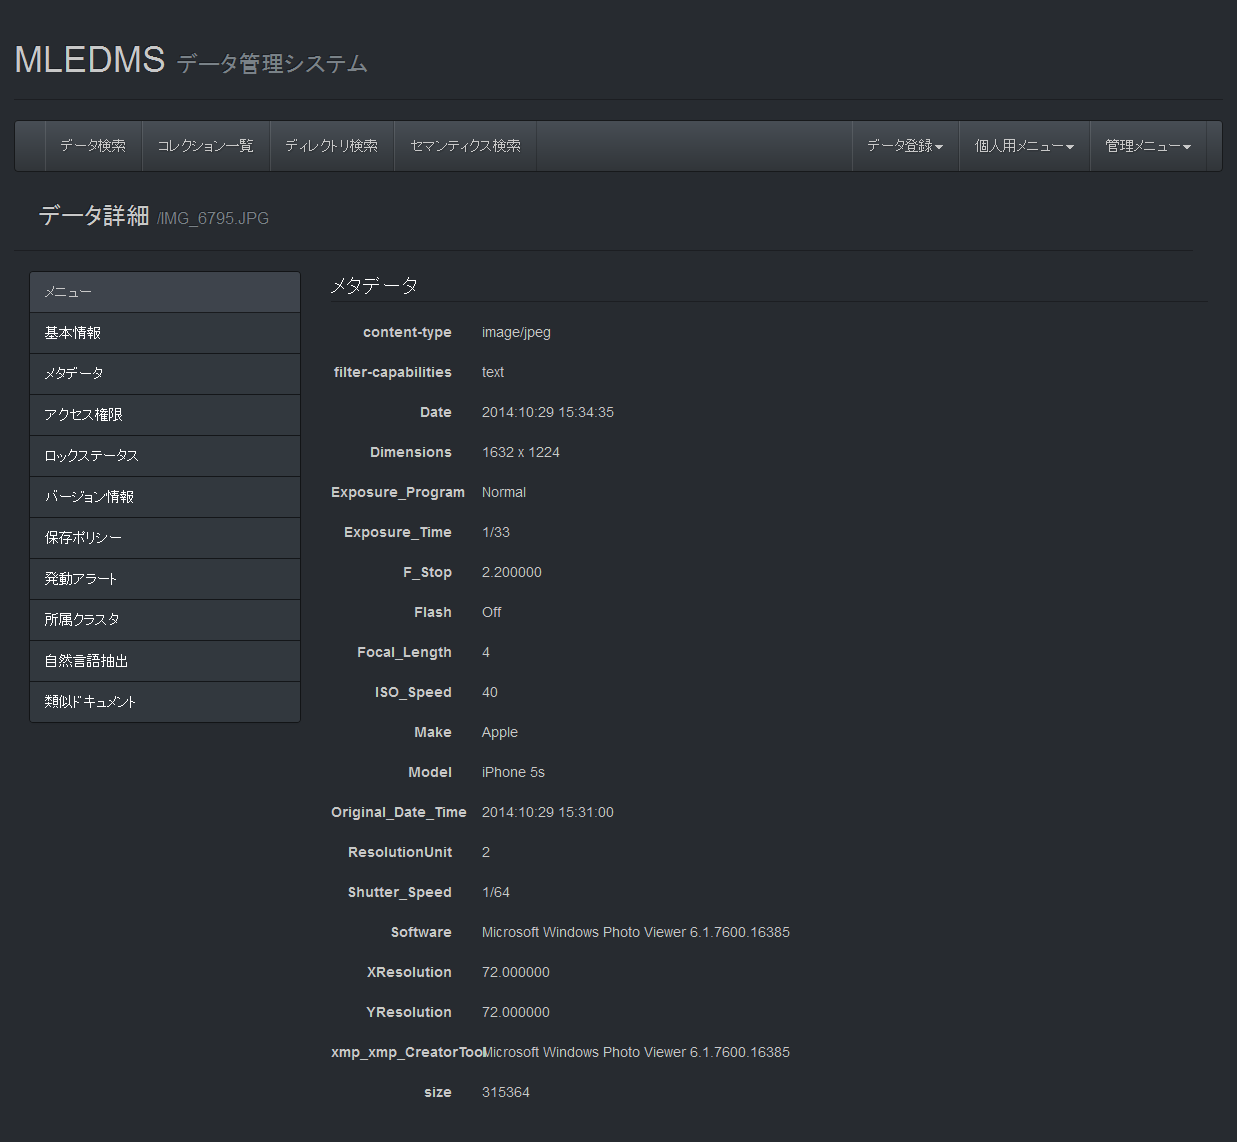 MLEDMS データ管理システム
データ検索 コレクション一覧 ディレクトリ検索 セマンティクス検索 データ登録 個人用メニュー 管理メニュー
データ詳細 /IMG_6795.JPG
メニュー
基本情報
メタデータ
アクセス権限
ロックステータス
バージョン情報
保存ポリシー
発動アラート
所属クラスタ
自然言語抽出
類似ドキュメント
メタデータ
content-type image/jpeg
filter-capabilities text
Date 2014:10:29 15:34:35
Dimensions 1632 x 1224
Exposure_Program Normal
Exposure_Time 1/33
F_Stop 2.200000
Flash Off
Focal_Length 4
ISO_Speed 40
Make Apple
Model iPhone 5s
Original_Date_Time 2014:10:29 15:31:00
ResolutionUnit 2
Shutter_Speed 1/64
Software Microsoft Windows Photo Viewer 6.1.7600.16385
XResolution 72.000000
YResolution 72.000000
xmp_xmp_CreatorTool Microsoft Windows Photo Viewer 6.1.7600.16385
size 315364